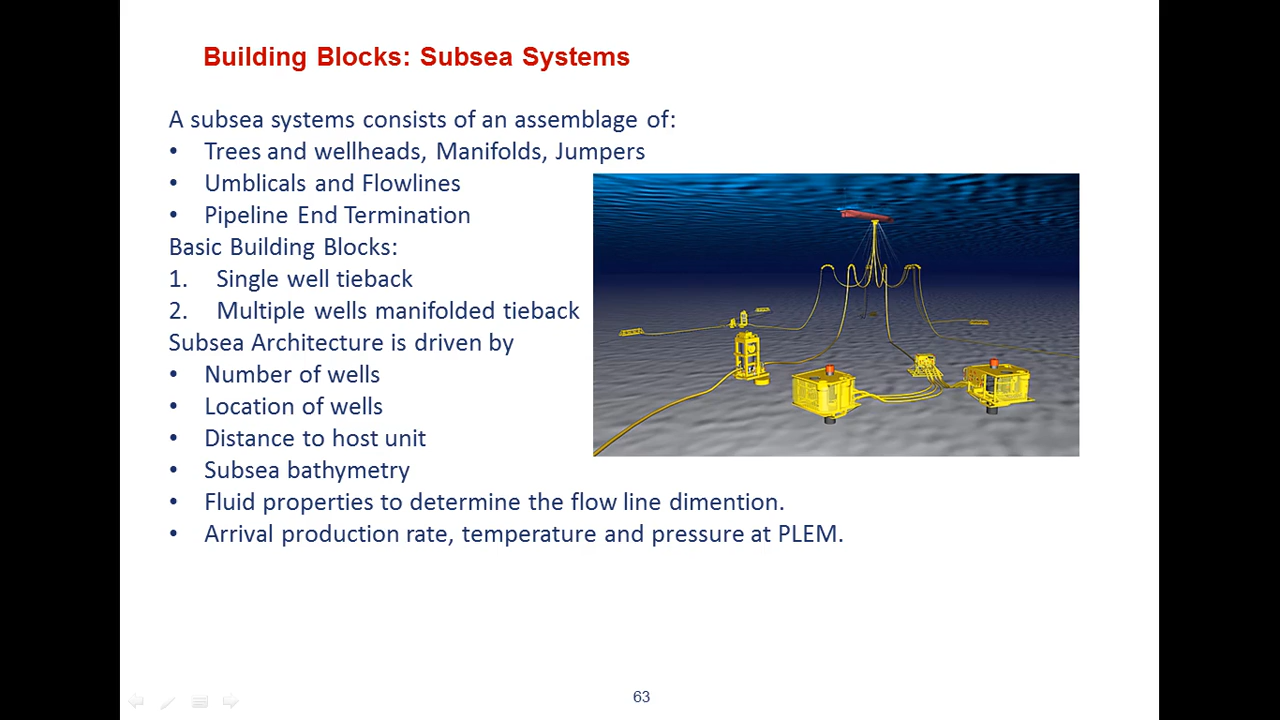 Building Blocks: Subsea Systems
A subsea systems consists of an assemblage of:
• Trees and wellheads, Manifolds, Jumpers
• Umblicals and Flowlines
• Pipeline End Termination
Basic Building Blocks:
1. Single well tieback
2. Multiple wells manifolded tieback
Subsea Architecture is driven by
• Number of wells
• Location of wells
• Distance to host unit
• Subsea bathymetry
• Fluid properties to determine the flow line dimention.
• Arrival production rate, temperature and pressure at PLEM.
63